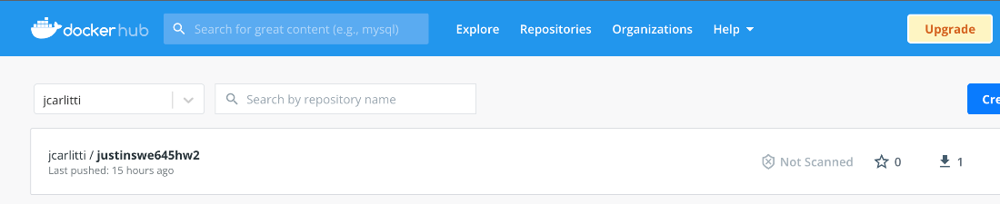 docker hub Search for great content (e.g., mysql) Explore Repositories Organizations Help Upgrade
jcarlitti Search by repository name Cre
jcarlitti / justinswe645hw2 Not Scanned 0 1
Last pushed: 15 hours ago